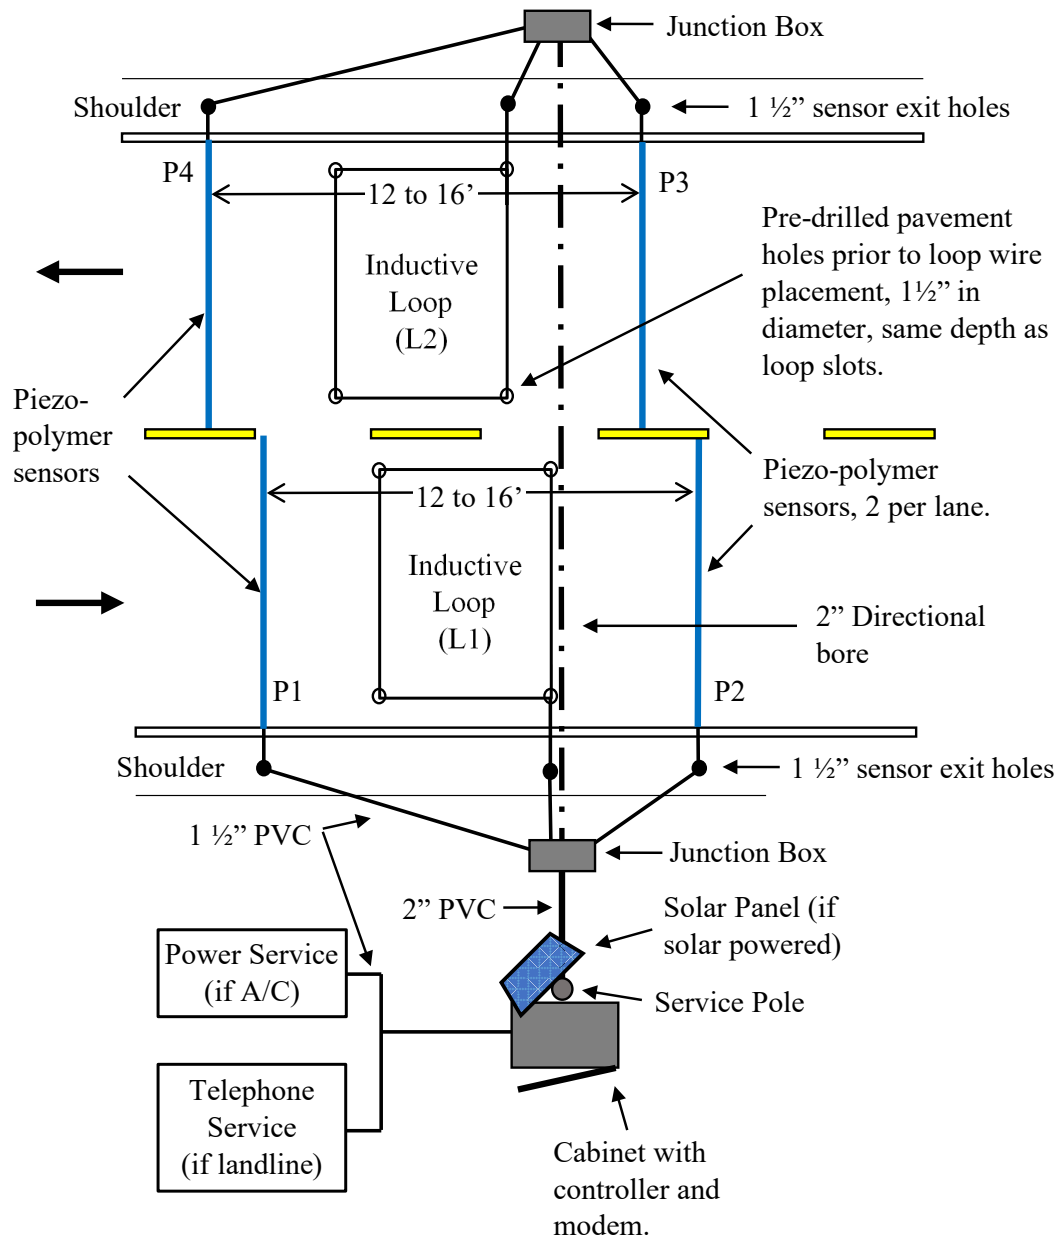 Junction Box
Shoulder
1 ½” sensor exit holes
P4
P3
12 to 16’
Pre-drilled pavement
holes prior to loop wire
placement, 1½” in
diameter, same depth as
loop slots.
Inductive
Loop
(L2)
Piezo-
polymer
sensors
Piezo-polymer
sensors, 2 per lane.
12 to 16’
Inductive
Loop
(L1)
2” Directional
bore
P1
P2
Shoulder
1 ½” sensor exit holes
1 ½” PVC
Junction Box
2” PVC
Solar Panel (if
solar powered)
Power Service
(if A/C)
Service Pole
Telephone
Service
(if landline)
Cabinet with
controller and
modem.